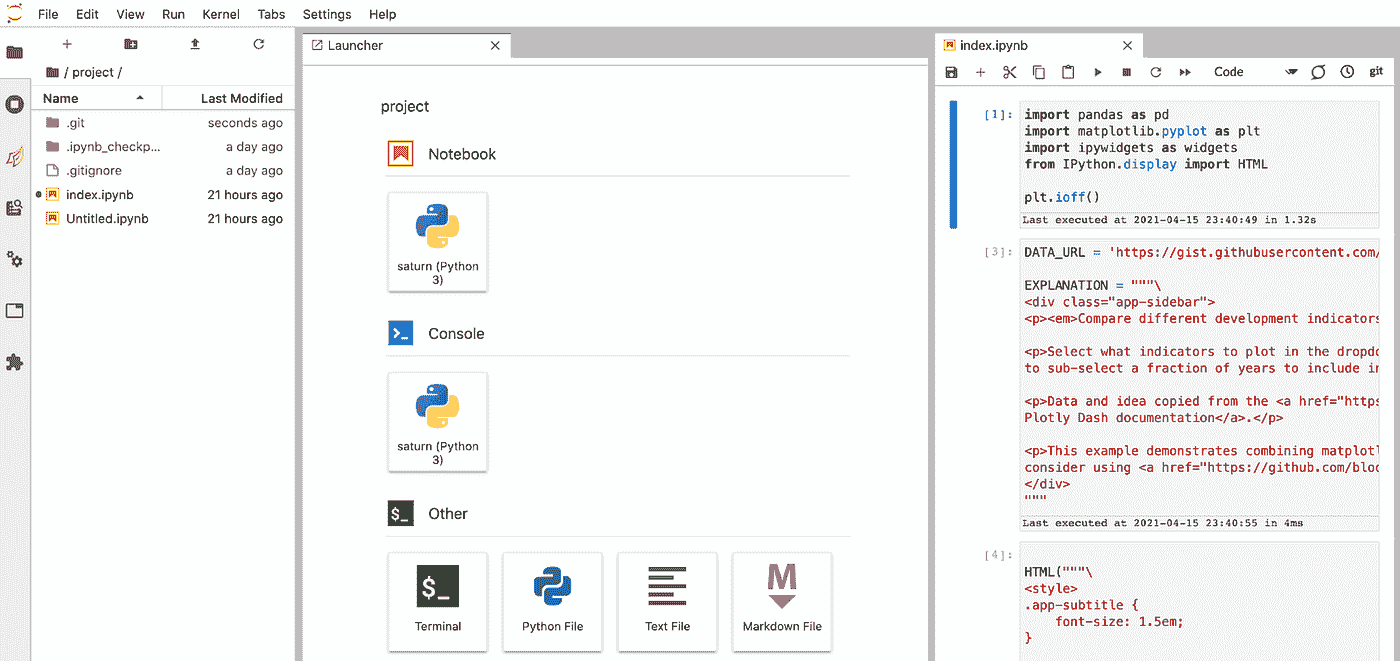 File Edit View Run Kernel Tabs Settings Help
/ project /
Name Last Modified
.git seconds ago
.ipynb_checkp... a day ago
.gitignore a day ago
index.ipynb 21 hours ago
Untitled.ipynb 21 hours ago
Launcher
project
Notebook
saturn (Python
3)
Console
saturn (Python
3)
Other
$_
Terminal
Python File
Text File
M
Markdown File
index.ipynb
Code git
[1]:
import pandas as pd
import matplotlib.pyplot as plt
import ipywidgets as widgets
from IPython.display import HTML
plt.ioff()
Last executed at 2021-04-15 23:40:49 in 1.32s
[3]:
DATA_URL = 'https://gist.githubusercontent.com/
EXPLANATION = """\
<div class="app-sidebar">
<p><em>Compare different development indicators
<p>Select what indicators to plot in the dropdo
to sub-select a fraction of years to include in
<p>Data and idea copied from the <a href="https
Plotly Dash documentation</a>.</p>
<p>This example demonstrates combining matplotl
consider using <a href="https://github.com/bloo
</div>
"""
Last executed at 2021-04-15 23:40:55 in 4ms
[4]:
HTML("""\
<style>
.app-subtitle {
font-size: 1.5em;
}